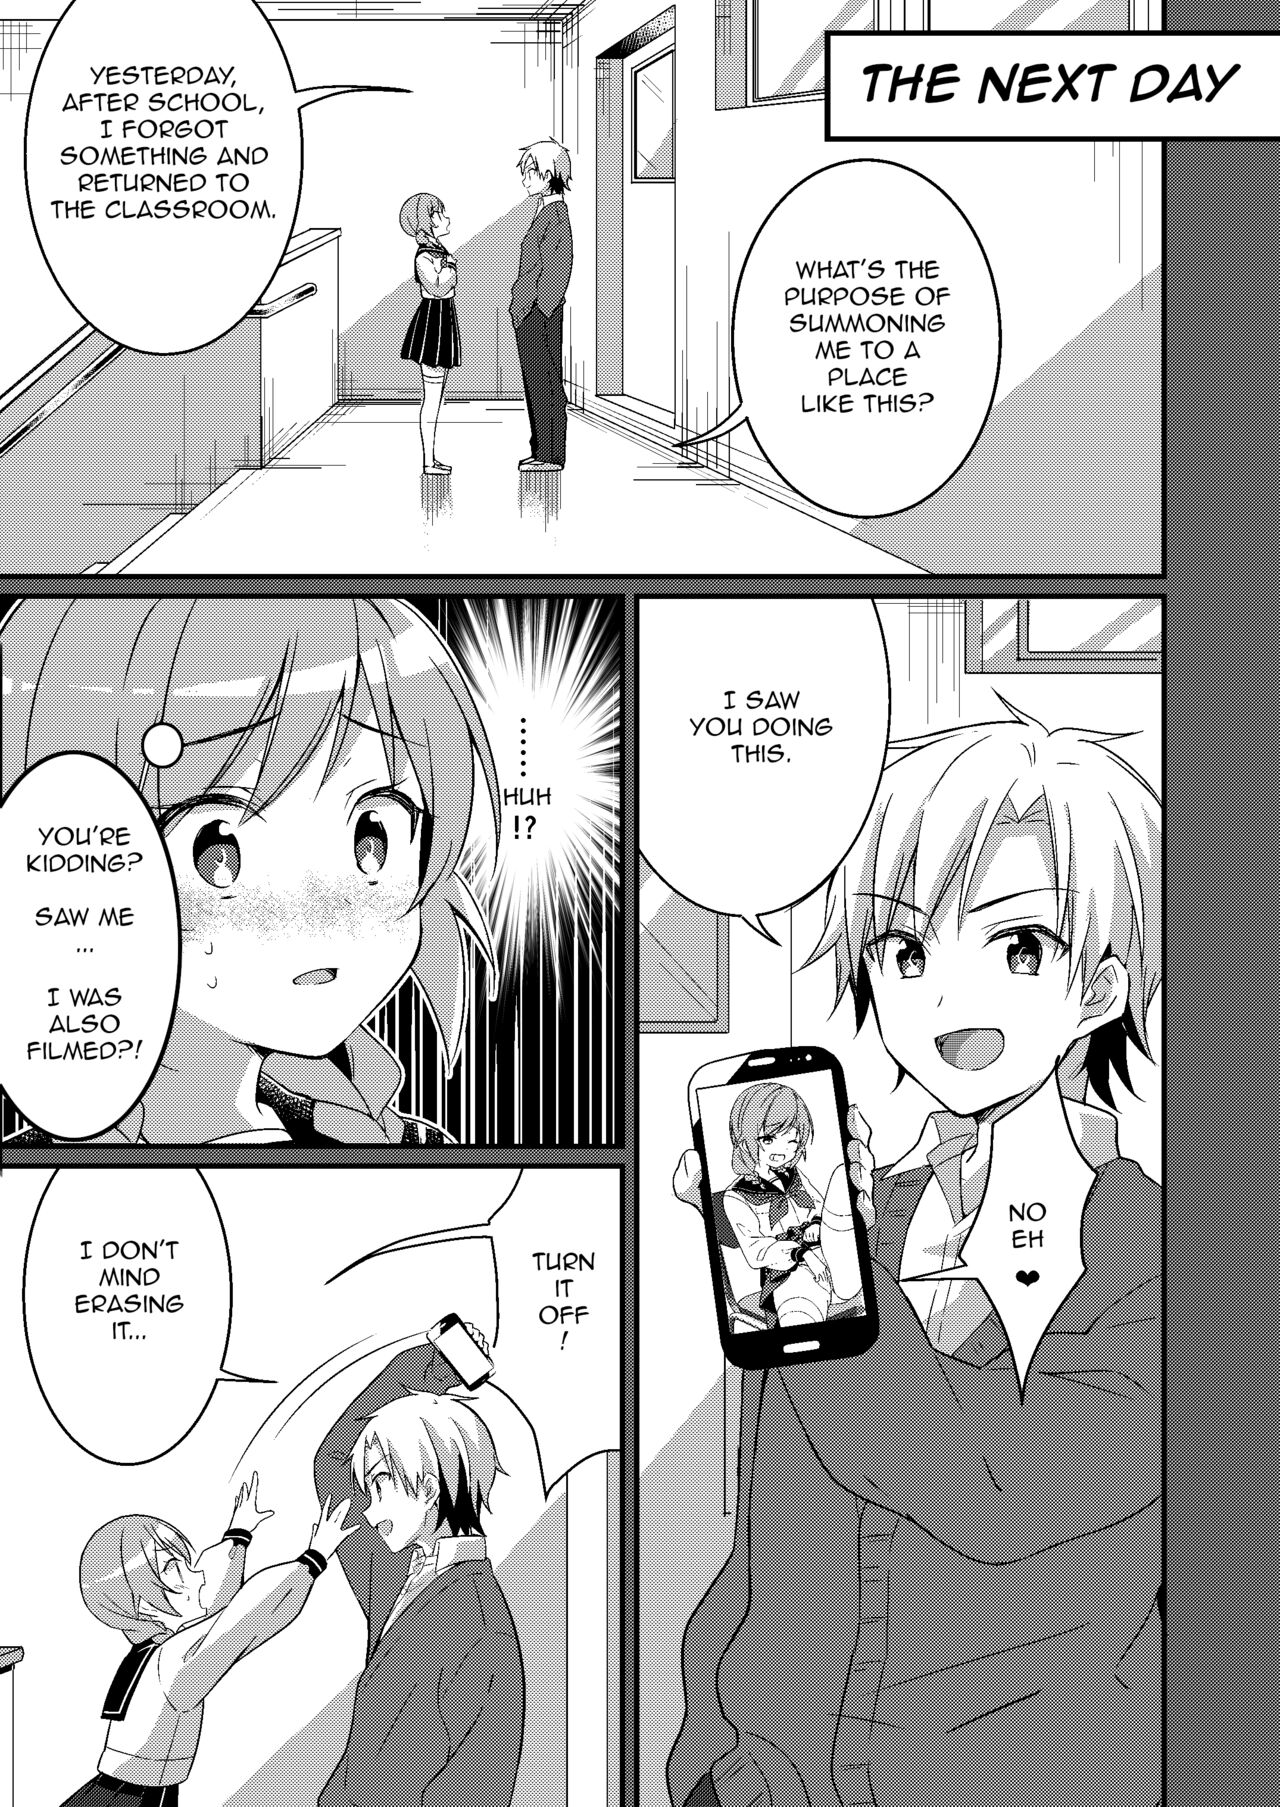 THE NEXT DAY
WHAT'S THE
PURPOSE OF
SUMMONING
ME TO A
PLACE
LIKE THIS?
YESTERDAY,
AFTER SCHOOL,
I FORGOT
SOMETHING AND
RETURNED TO
THE CLASSROOM.
I SAW
YOU DOING
THIS.
NO
EH
❤
......
HUH
!?
YOU'RE
KIDDING?
SAW ME
...
I WAS
ALSO
FILMED?!
TURN
IT
OFF
!
I DON'T
MIND
ERASING
IT...